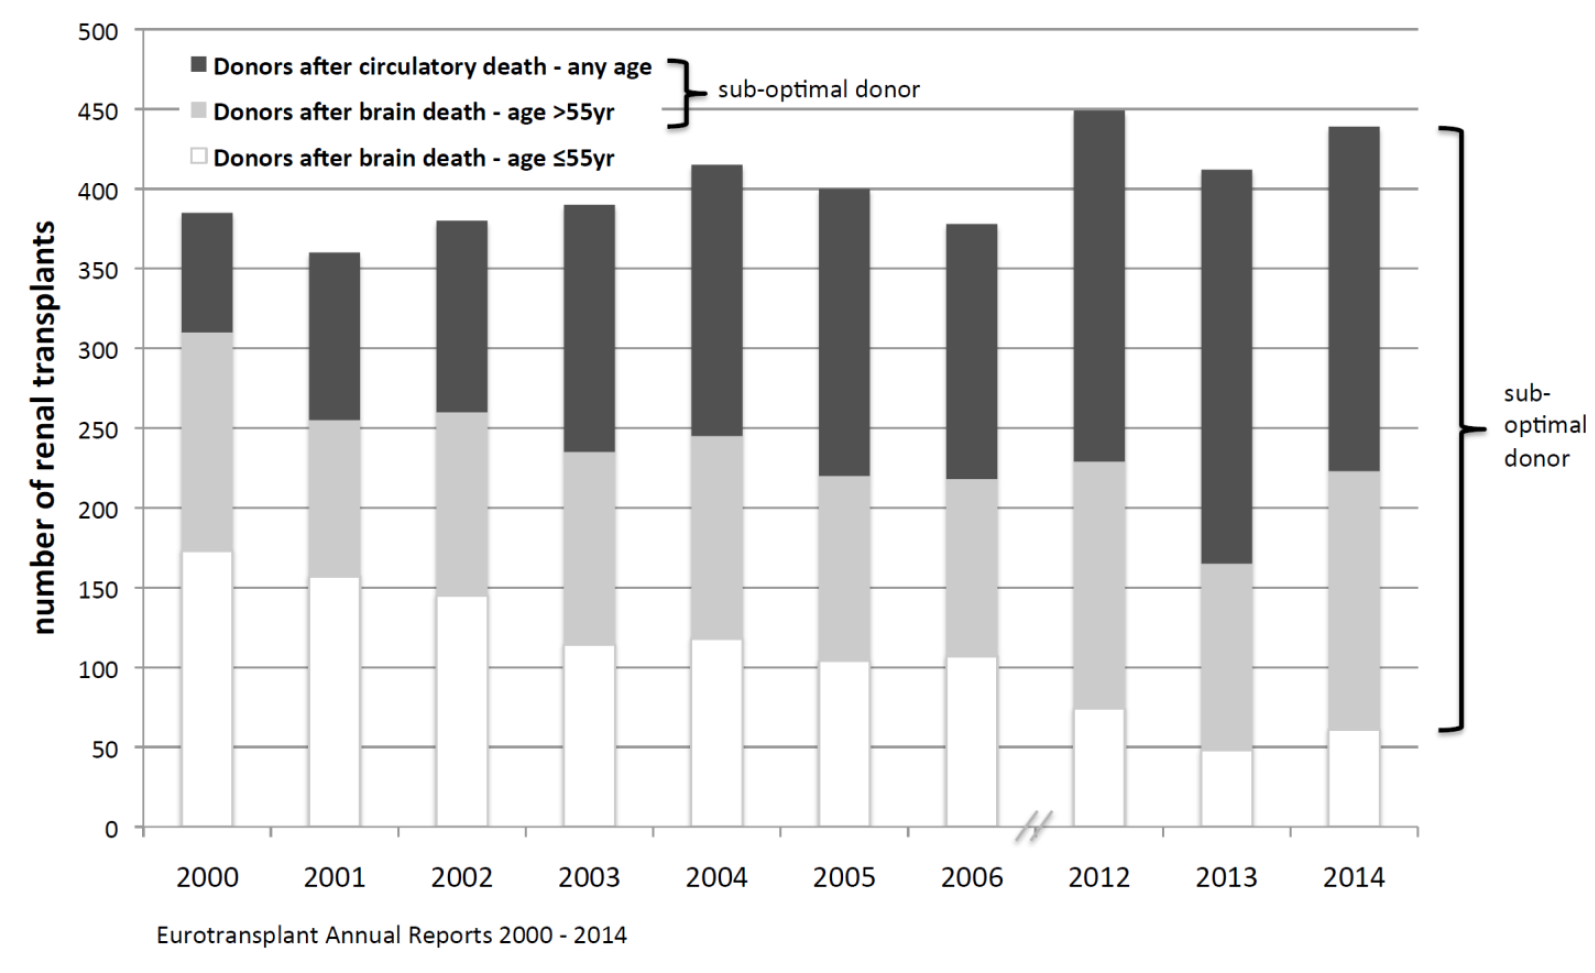 500
450
400
350
300
250
200
150
100
50
0
number of renal transplants
Donors after circulatory death - any age
Donors after brain death - age >55yr
Donors after brain death - age ≤55yr
sub-optimal donor
sub-
optimal
donor
2000 2001 2002 2003 2004 2005 2006 2012 2013 2014
Eurotransplant Annual Reports 2000 - 2014